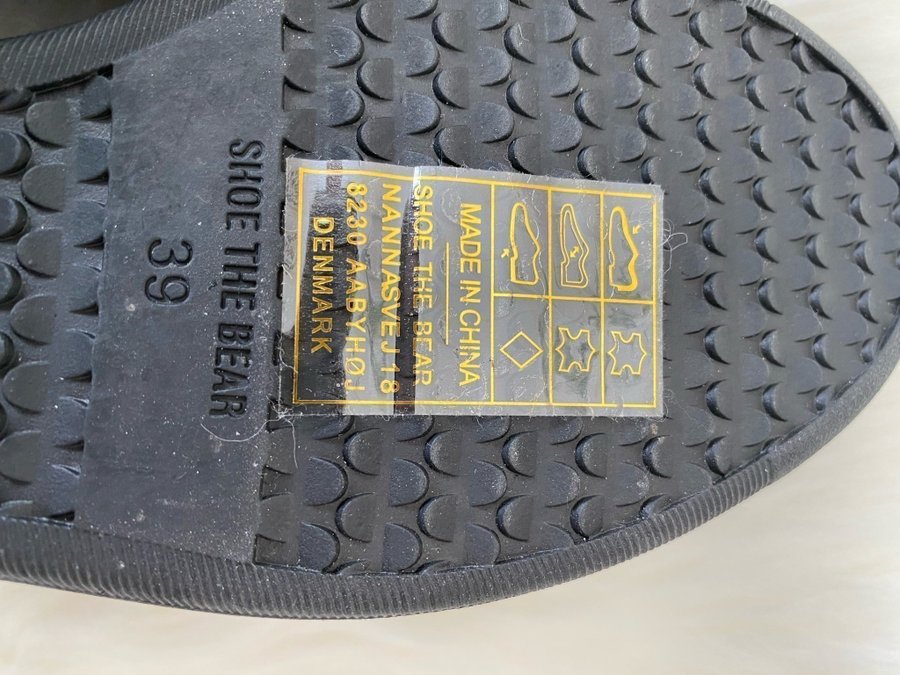 SHOE THE BEAR
39
MADE IN CHINA
SHOE THE BEAR
NANNASVEJ 18
8230 AABYHØJ
DENMARK